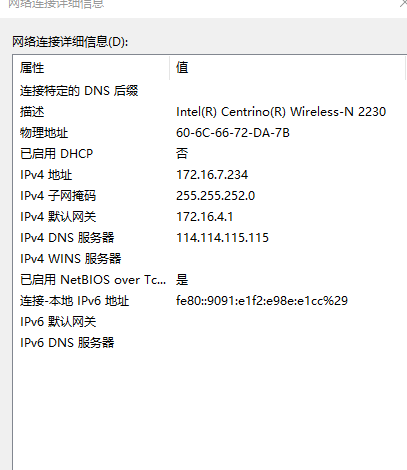 网络连接详细信息
网络连接详细信息(D):
属性 值
连接特定的 DNS 后缀
描述 Intel(R) Centrino(R) Wireless-N 2230
物理地址 60-6C-66-72-DA-7B
已启用 DHCP 否
IPv4 地址 172.16.7.234
IPv4 子网掩码 255.255.252.0
IPv4 默认网关 172.16.4.1
IPv4 DNS 服务器 114.114.115.115
IPv4 WINS 服务器
已启用 NetBIOS over Tc... 是
连接-本地 IPv6 地址 fe80::9091:e1f2:e98e:e1cc%29
IPv6 默认网关
IPv6 DNS 服务器